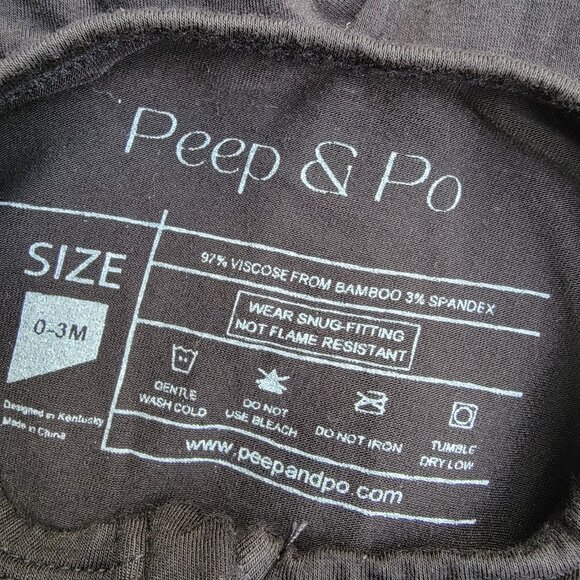 Peep & Po
SIZE
0-3M
Designed in Kentucky
Made in China
97% VISCOSE FROM BAMBOO 3% SPANDEX
WEAR SNUG-FITTING
NOT FLAME RESISTANT
GENTLE
WASH COLD
DO NOT
USE BLEACH
DO NOT IRON
TUMBLE
DRY LOW
www.peepandpo.com